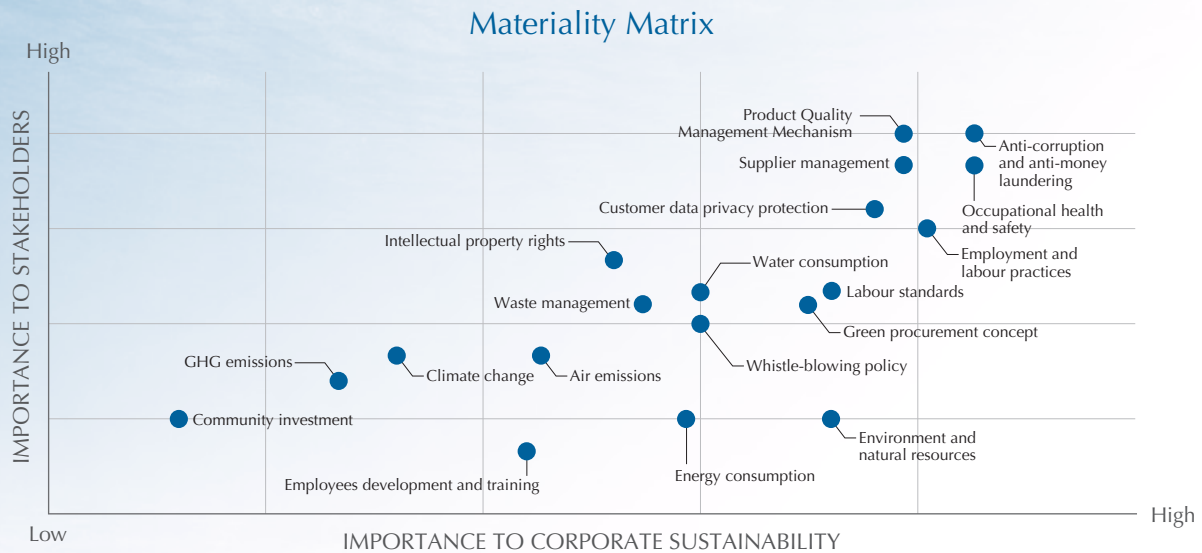 Materiality Matrix
High
IMPORTANCE TO STAKEHOLDERS
Product Quality
Management Mechanism
Anti-corruption
and anti-money
laundering
Supplier management
Occupational health
and safety
Customer data privacy protection
Employment and
labour practices
Intellectual property rights
Water consumption
Waste management
Labour standards
Green procurement concept
Whistle-blowing policy
GHG emissions
Climate change
Air emissions
Community investment
Environment and
natural resources
Energy consumption
Employees development and training
Low
High
IMPORTANCE TO CORPORATE SUSTAINABILITY